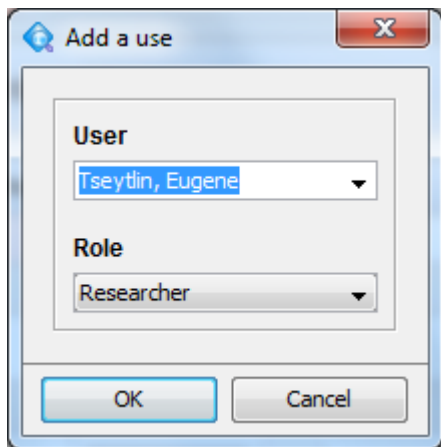 Add a use
User
Tseytlin, Eugene
Role
Researcher
OK
Cancel